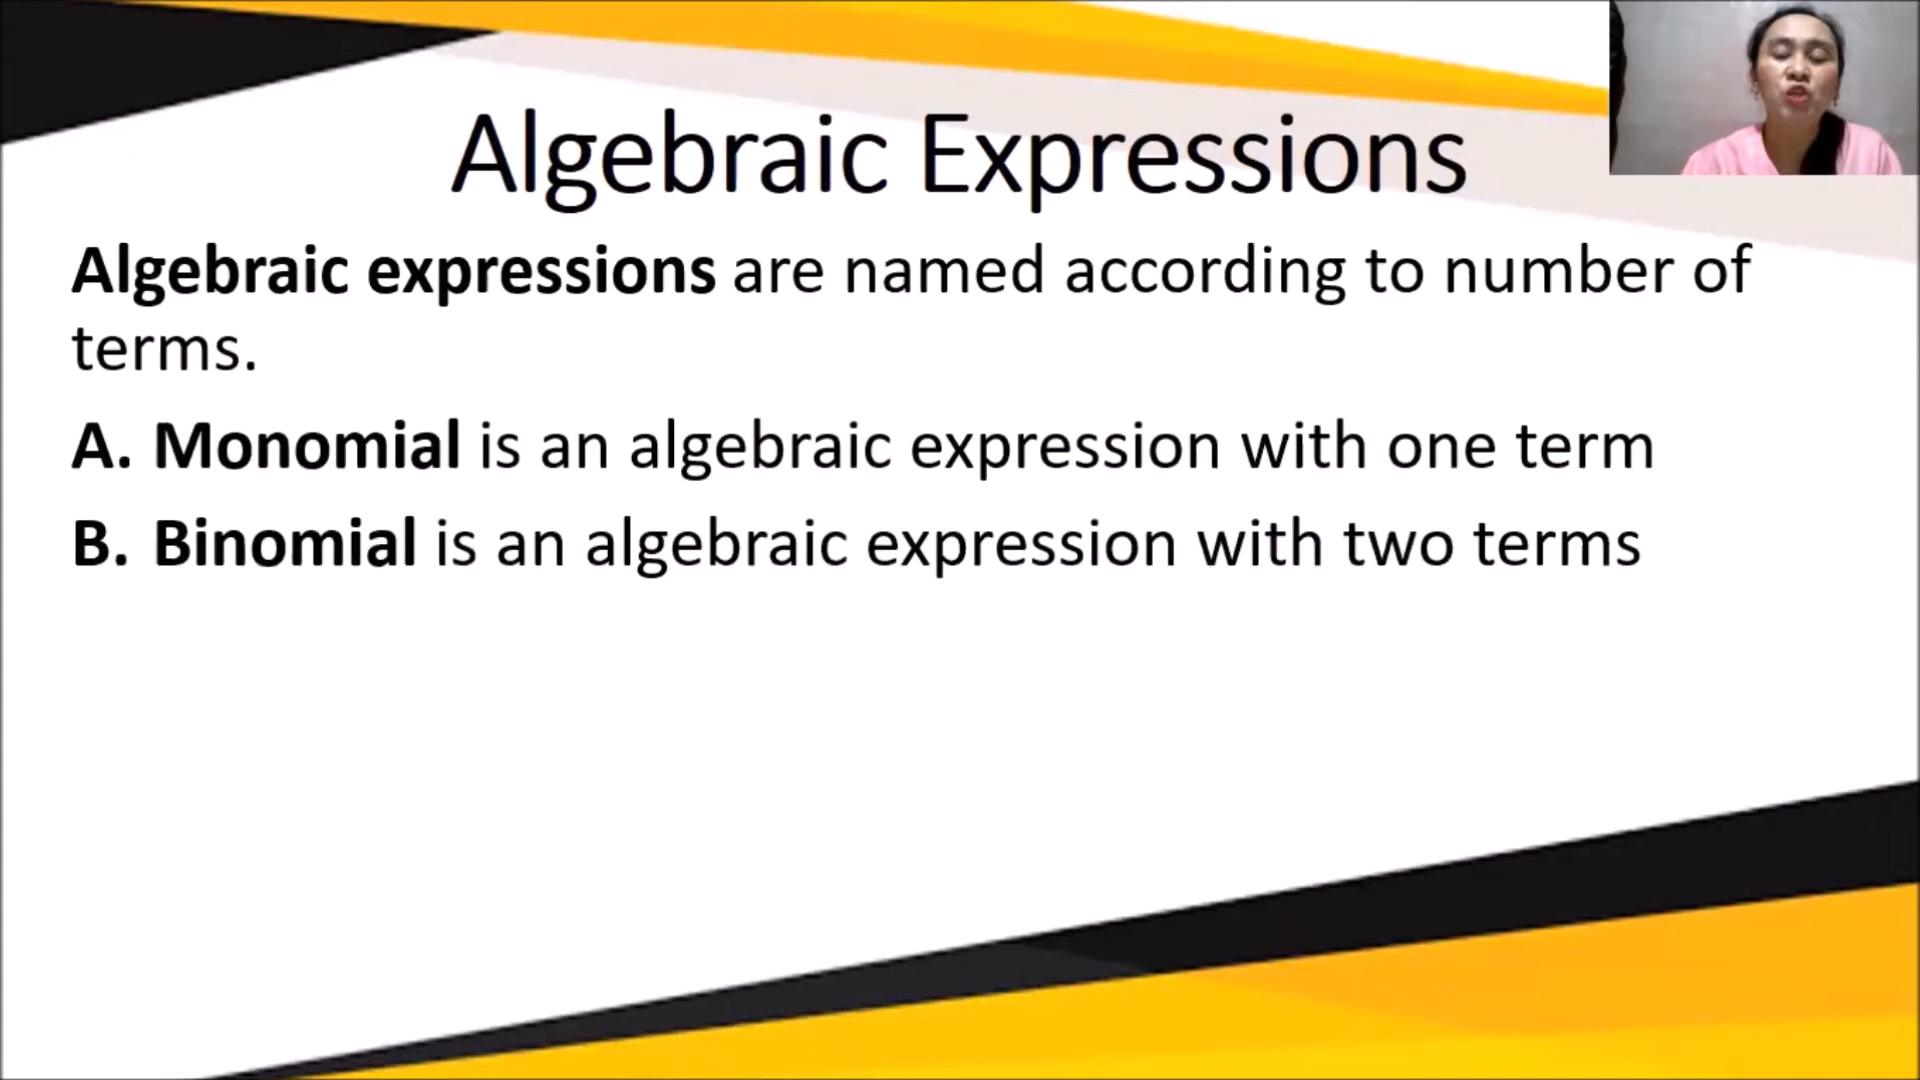 Algebraic Expressions
Algebraic expressions are named according to number of
terms.
A. Monomial is an algebraic expression with one term
B. Binomial is an algebraic expression with two terms